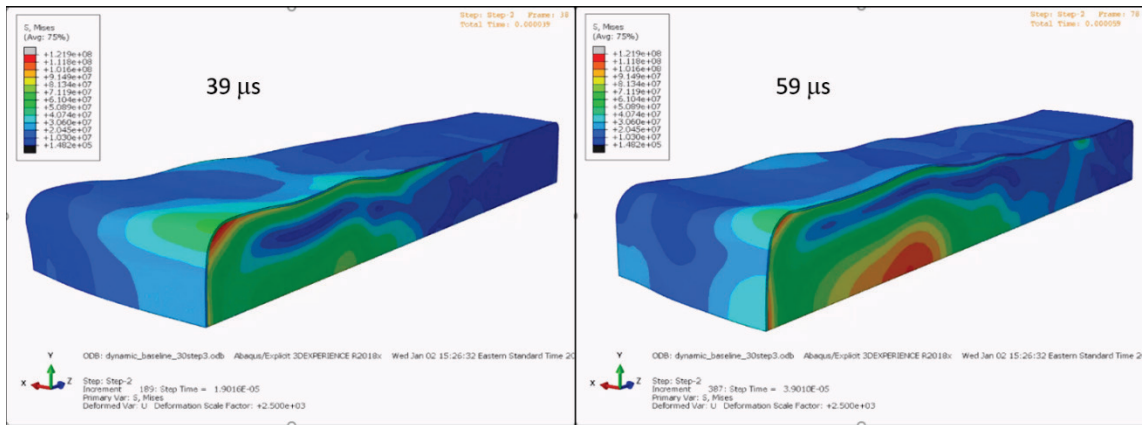 Step: Step-2 Frame: 38
Total Time: 0.000039
S, Mises
(Avg: 75%)
+1.219e+08
+1.118e+08
+1.016e+08
+9.149e+07
+8.134e+07
+7.119e+07
+6.104e+07
+5.089e+07
+4.074e+07
+3.060e+07
+2.045e+07
+1.030e+07
+1.482e+05
39 μs
Y
X
Z
ODB: dynamic_baseline_30step3.odb Abaqus/Explicit 3DEXPERIENCE R2018x Wed Jan 02 15:26:32 Eastern Standard Time 20
Step: Step-2
Increment 189: Step Time = 1.9016E-05
Primary Var: S, Mises
Deformed Var: U Deformation Scale Factor: +2.500e+03
Step: Step-2 Frame: 78
Total Time: 0.000059
S, Mises
(Avg: 75%)
+1.219e+08
+1.118e+08
+1.016e+08
+9.149e+07
+8.134e+07
+7.119e+07
+6.104e+07
+5.089e+07
+4.074e+07
+3.060e+07
+2.045e+07
+1.030e+07
+1.482e+05
59 μs
Y
X
Z
ODB: dynamic_baseline_30step3.odb Abaqus/Explicit 3DEXPERIENCE R2018x Wed Jan 02 15:26:32 Eastern Standard Time 2
Step: Step-2
Increment 387: Step Time = 3.9010E-05
Primary Var: S, Mises
Deformed Var: U Deformation Scale Factor: +2.500e+03